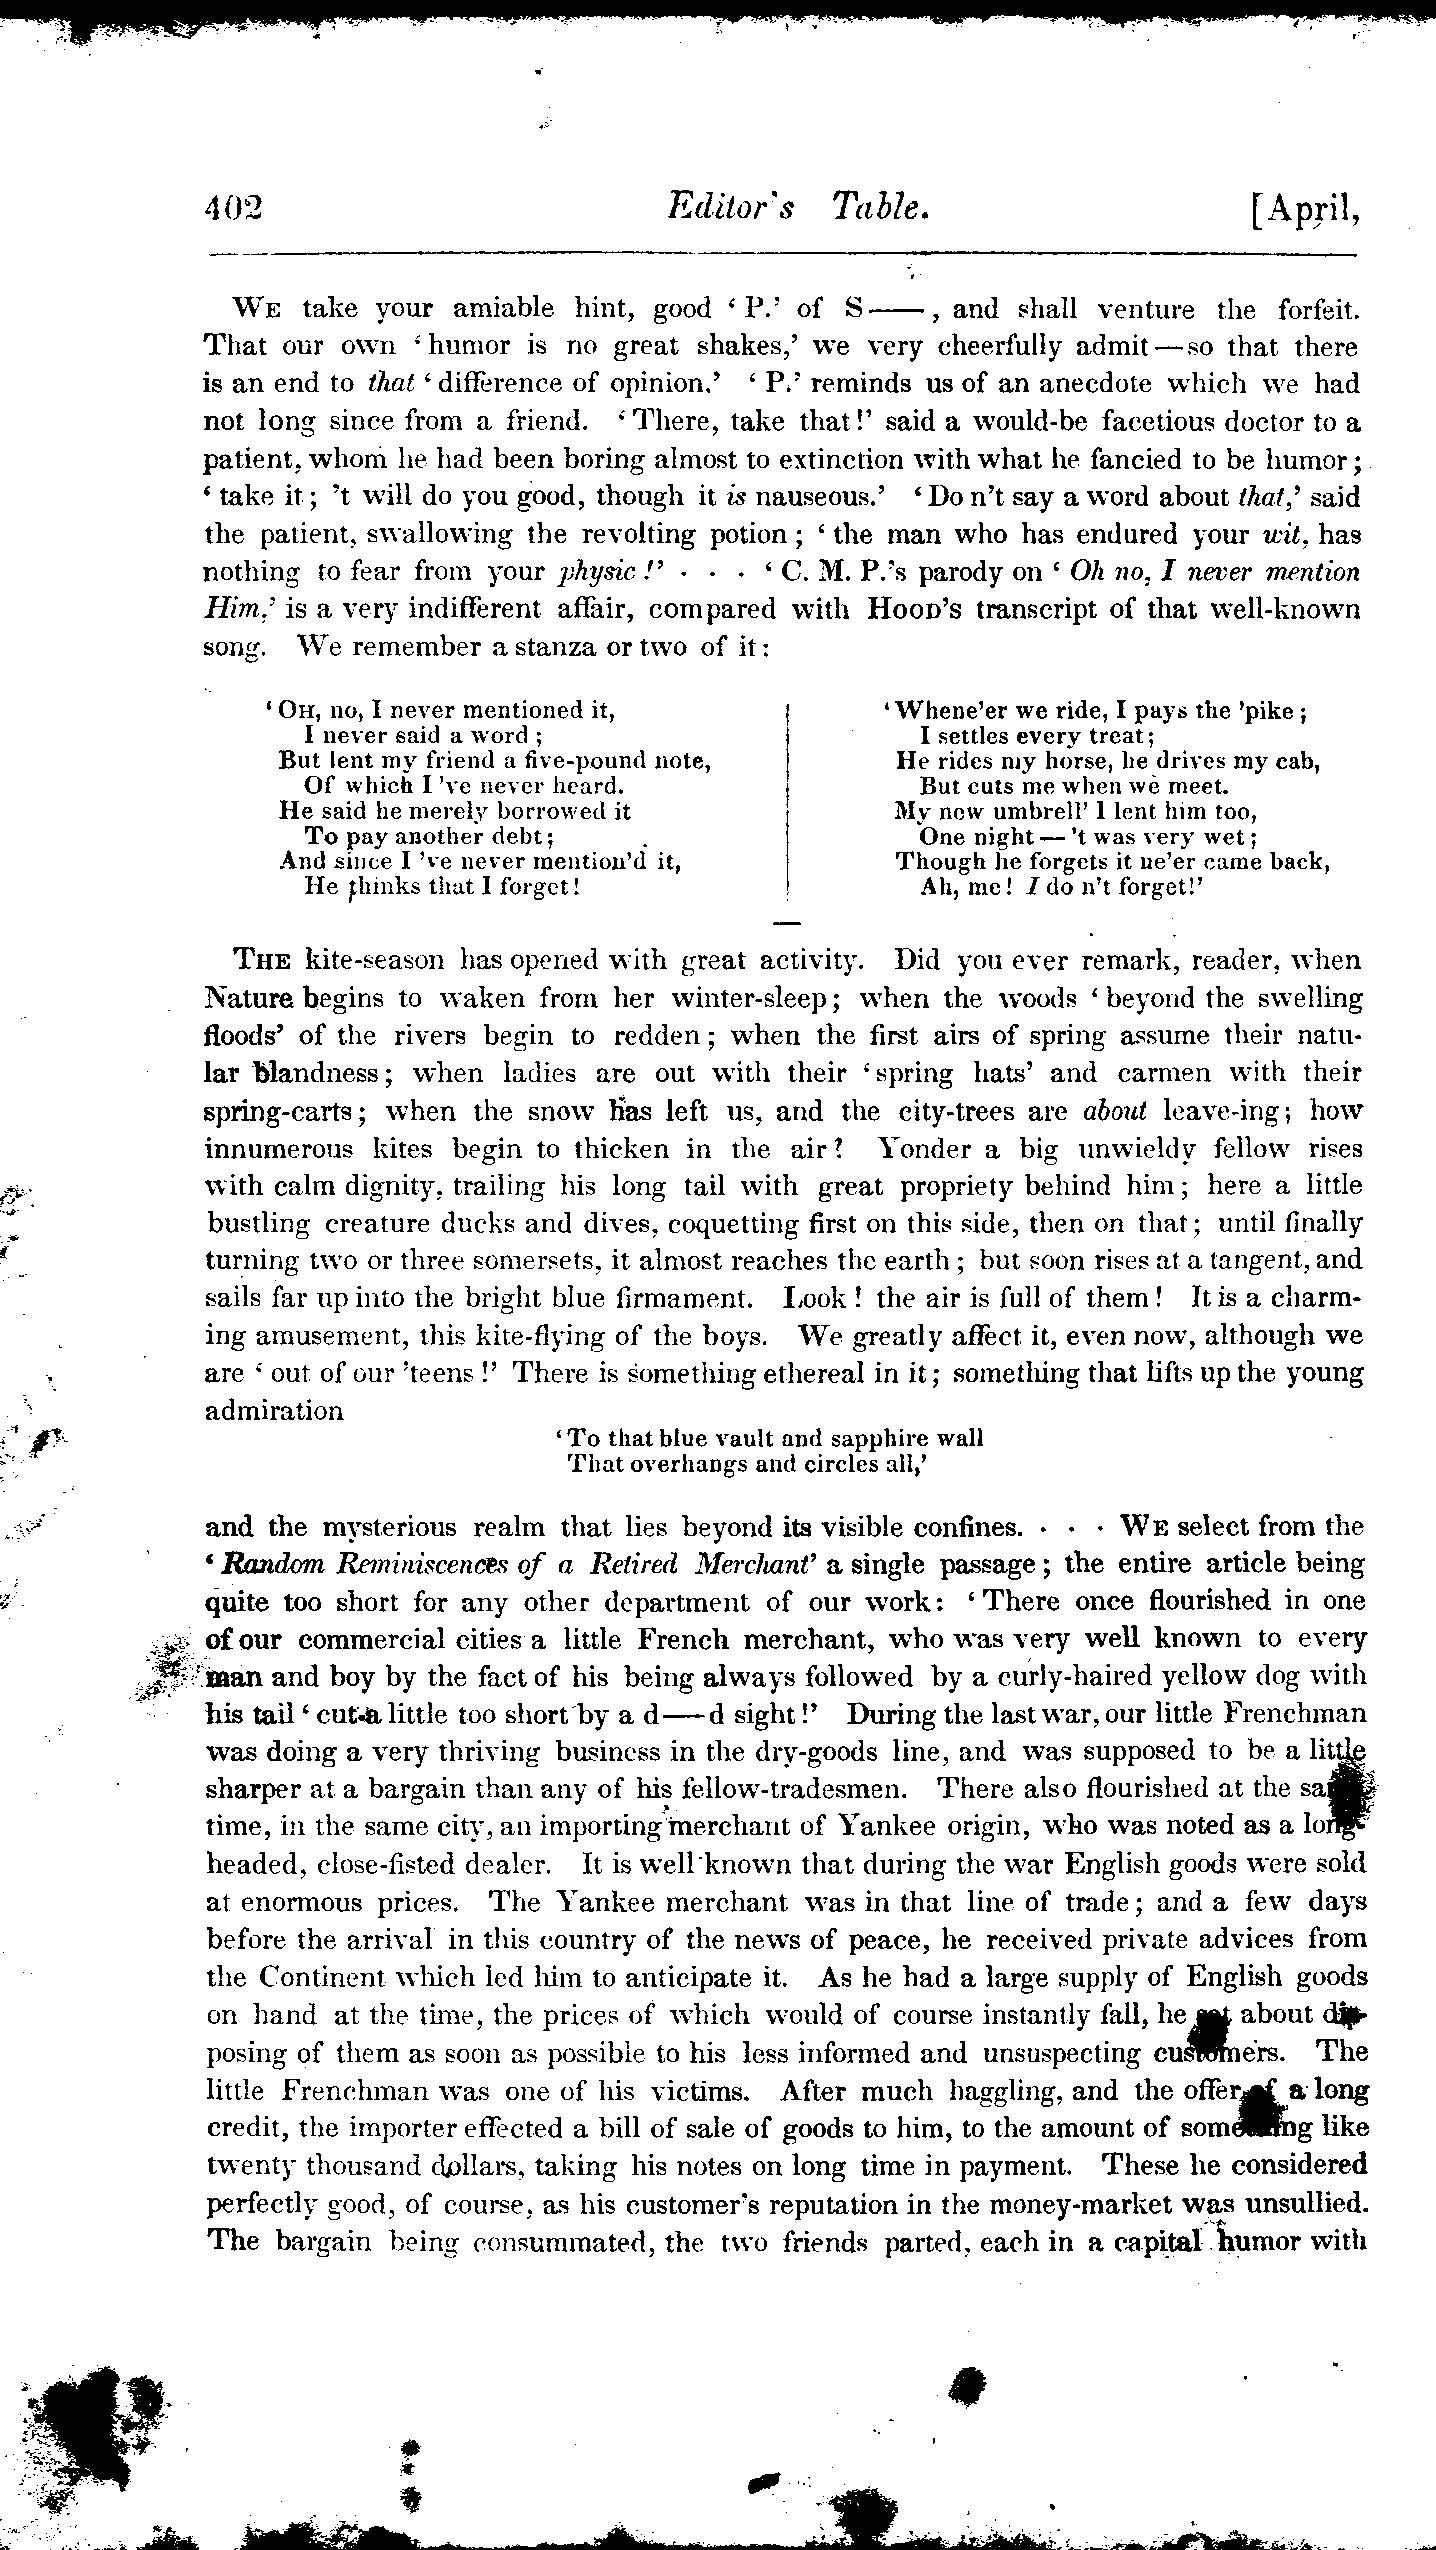 402 Editor's Table. [April,
WE take your amiable hint, good ‘P.’ of S——, and shall venture the forfeit.
That our own ‘humor is no great shakes,’ we very cheerfully admit—so that there
is an end to that ‘difference of opinion.’ ‘P.’ reminds us of an anecdote which we had
not long since from a friend. ‘There, take that!’ said a would-be facetious doctor to a
patient, whom he had been boring almost to extinction with what he fancied to be humor;
‘take it; ’t will do you good, though it is nauseous.’ ‘Do n’t say a word about that,’ said
the patient, swallowing the revolting potion; ‘the man who has endured your wit, has
nothing to fear from your physic!’ · · · ‘C. M. P.’s parody on ‘Oh no, I never mention
Him,’ is a very indifferent affair, compared with HOOD’S transcript of that well-known
song. We remember a stanza or two of it:
‘OH, no, I never mentioned it,
I never said a word;
But lent my friend a five-pound note,
Of which I ’ve never heard.
He said he merely borrowed it
To pay another debt;
And since I ’ve never mention’d it,
He thinks that I forget!
‘Whene’er we ride, I pays the ’pike;
I settles every treat;
He rides my horse, he drives my cab,
But cuts me when we meet.
My new umbrell’ I lent him too,
One night—’t was very wet;
Though he forgets it ne’er came back,
Ah, me! I do n’t forget!’
THE kite-season has opened with great activity. Did you ever remark, reader, when
Nature begins to waken from her winter-sleep; when the woods ‘beyond the swelling
floods’ of the rivers begin to redden; when the first airs of spring assume their natu-
lar blandness; when ladies are out with their ‘spring hats’ and carmen with their
spring-carts; when the snow has left us, and the city-trees are about leave-ing; how
innumerous kites begin to thicken in the air? Yonder a big unwieldy fellow rises
with calm dignity, trailing his long tail with great propriety behind him; here a little
bustling creature ducks and dives, coquetting first on this side, then on that; until finally
turning two or three somersets, it almost reaches the earth; but soon rises at a tangent, and
sails far up into the bright blue firmament. Look! the air is full of them! It is a charm-
ing amusement, this kite-flying of the boys. We greatly affect it, even now, although we
are ‘out of our ’teens!’ There is something ethereal in it; something that lifts up the young
admiration
‘To that blue vault and sapphire wall
That overhangs and circles all,’
and the mysterious realm that lies beyond its visible confines. · · · WE select from the
‘Random Reminiscences of a Retired Merchant’ a single passage; the entire article being
quite too short for any other department of our work: ‘There once flourished in one
of our commercial cities a little French merchant, who was very well known to every
man and boy by the fact of his being always followed by a curly-haired yellow dog with
his tail ‘cut a little too short by a d——d sight!’ During the last war, our little Frenchman
was doing a very thriving business in the dry-goods line, and was supposed to be a little
sharper at a bargain than any of his fellow-tradesmen. There also flourished at the
time, in the same city, an importing merchant of Yankee origin, who was noted as a long-
headed, close-fisted dealer. It is well known that during the war English goods were sold
at enormous prices. The Yankee merchant was in that line of trade; and a few days
before the arrival in this country of the news of peace, he received private advices from
the Continent which led him to anticipate it. As he had a large supply of English goods
on hand at the time, the prices of which would of course instantly fall, he set about dis-
posing of them as soon as possible to his less informed and unsuspecting customers. The
little Frenchman was one of his victims. After much haggling, and the offer of a long
credit, the importer effected a bill of sale of goods to him, to the amount of something like
twenty thousand dollars, taking his notes on long time in payment. These he considered
perfectly good, of course, as his customer’s reputation in the money-market was unsullied.
The bargain being consummated, the two friends parted, each in a capital humor with